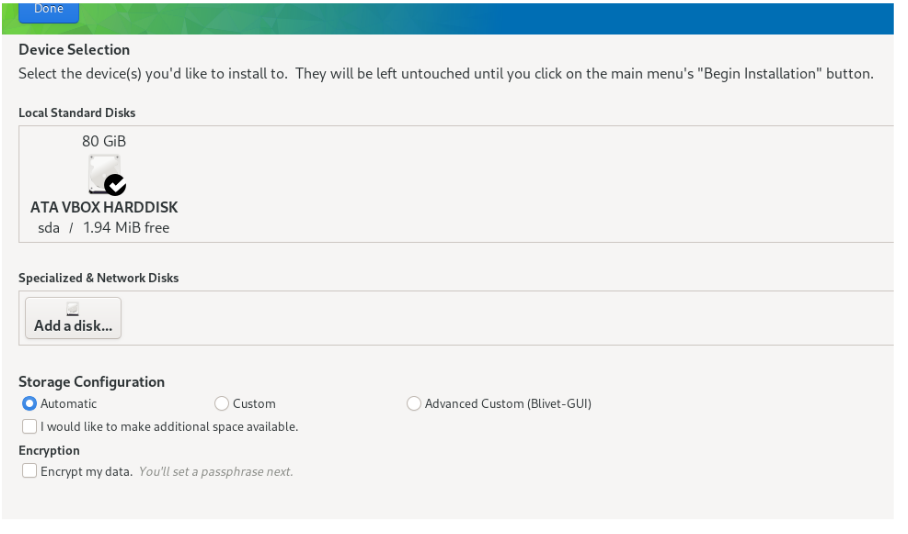 Done
Device Selection
Select the device(s) you'd like to install to.  They will be left untouched until you click on the main menu's "Begin Installation" button.
Local Standard Disks
80 GiB
ATA VBOX HARDDISK
sda / 1.94 MiB free
Specialized & Network Disks
Add a disk...
Storage Configuration
Automatic Custom Advanced Custom (Blivet-GUI)
I would like to make additional space available.
Encryption
Encrypt my data. You'll set a passphrase next.